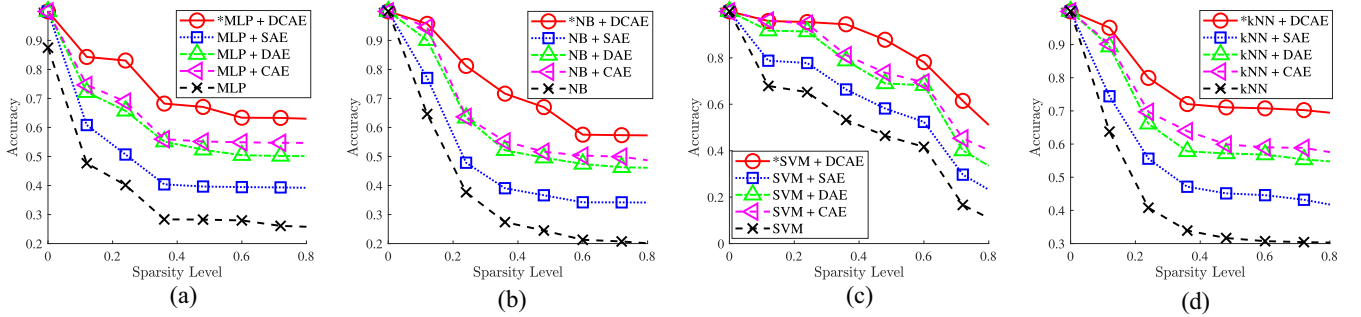 *MLP + DCAE
MLP + SAE
MLP + DAE
MLP + CAE
MLP
Accuracy
0.9
0.8
0.7
0.6
0.5
0.4
0.3
0.2
0 0.2 0.4 0.6 0.8
Sparsity Level
(a)
*NB + DCAE
NB + SAE
NB + DAE
NB + CAE
NB
Accuracy
0.9
0.8
0.7
0.6
0.5
0.4
0.3
0.2
0 0.2 0.4 0.6 0.8
Sparsity Level
(b)
Accuracy
0.8
0.6
0.4
0.2
0
*SVM + DCAE
SVM + SAE
SVM + DAE
SVM + CAE
SVM
0 0.2 0.4 0.6 0.8
Sparsity Level
(c)
*kNN + DCAE
kNN + SAE
kNN + DAE
kNN + CAE
kNN
Accuracy
0.9
0.8
0.7
0.6
0.5
0.4
0.3
0 0.2 0.4 0.6 0.8
Sparsity Level
(d)